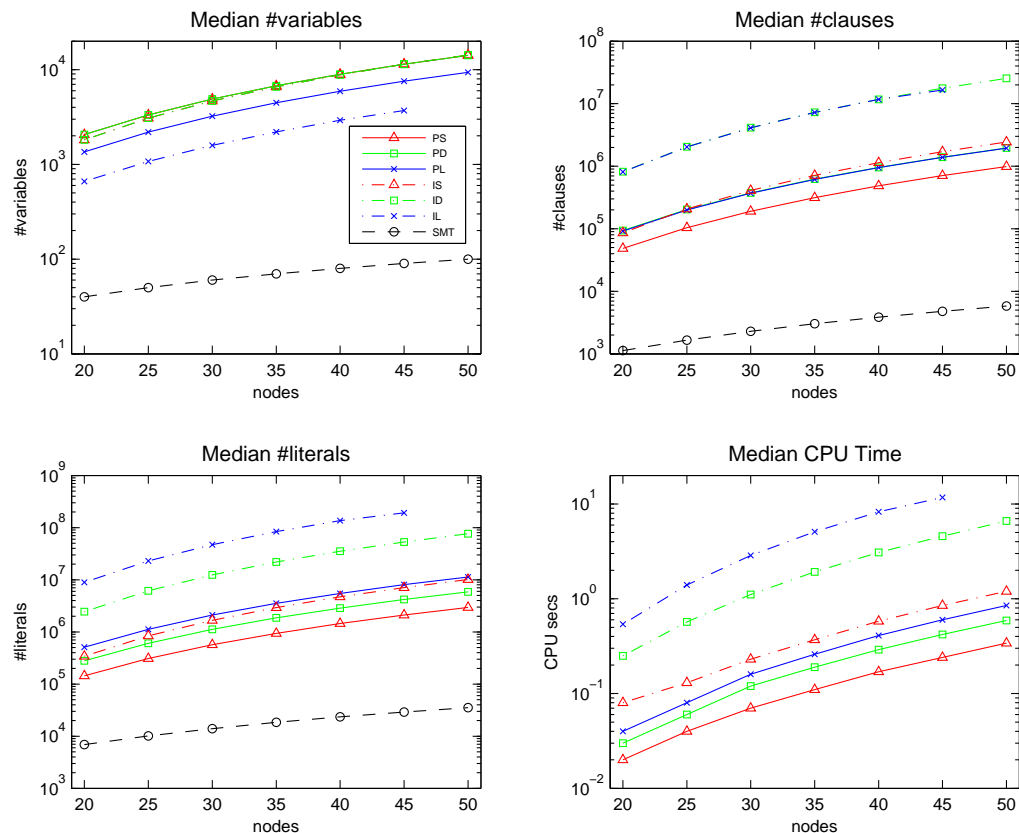 Median #variables
10^4
10^3
10^2
10^1
#variables
20 25 30 35 40 45 50
nodes
PS
PD
PL
IS
ID
IL
SMT
Median #clauses
10^8
10^7
10^6
10^5
10^4
10^3
#clauses
20 25 30 35 40 45 50
nodes
Median #literals
10^9
10^8
10^7
10^6
10^5
10^4
10^3
#literals
20 25 30 35 40 45 50
nodes
Median CPU Time
10^1
10^0
10^−1
10^−2
CPU secs
20 25 30 35 40 45 50
nodes